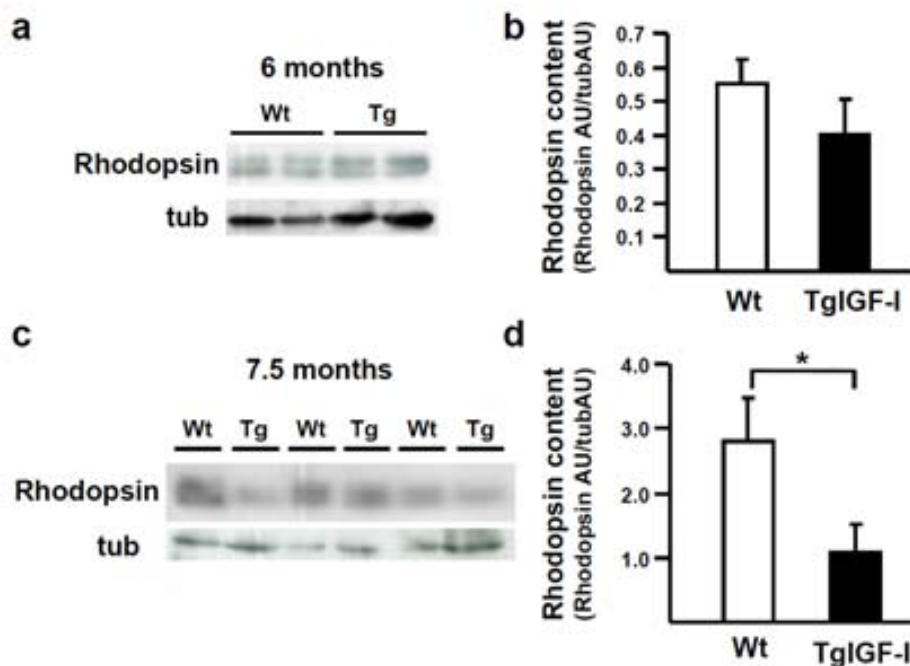 a
6 months
Wt Tg
Rhodopsin
tub
b
Rhodopsin content
(Rhodopsin AU/tubAU)
0.7
0.6
0.5
0.4
0.3
0.2
0.1
Wt TgIGF-I
c
7.5 months
Wt Tg Wt Tg Wt Tg
Rhodopsin
tub
d
Rhodopsin content
(Rhodopsin AU/tubAU)
4.0
*
3.0
2.0
1.0
Wt TgIGF-I